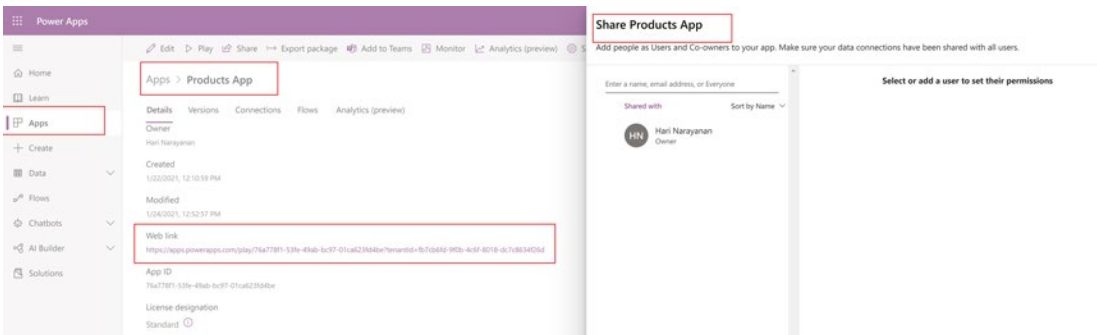 Power Apps
Edit Play Share Export package Add to Teams Monitor Analytics (preview)
Home
Learn
Apps
Create
Data
Flows
Chatbots
AI Builder
Solutions
Apps > Products App
Details Versions Connections Flows Analytics (preview)
Owner
Hari Narayanan
Created
1/22/2021, 12:10:59 PM
Modified
1/24/2021, 12:52:57 PM
Web link
App ID
License designation
Standard
Share Products App
Add people as Users and Co-owners to your app. Make sure your data connections have been shared with all users.
Enter a name, email address, or Everyone
Shared with Sort by Name
HN Hari Narayanan
Owner
Select or add a user to set their permissions